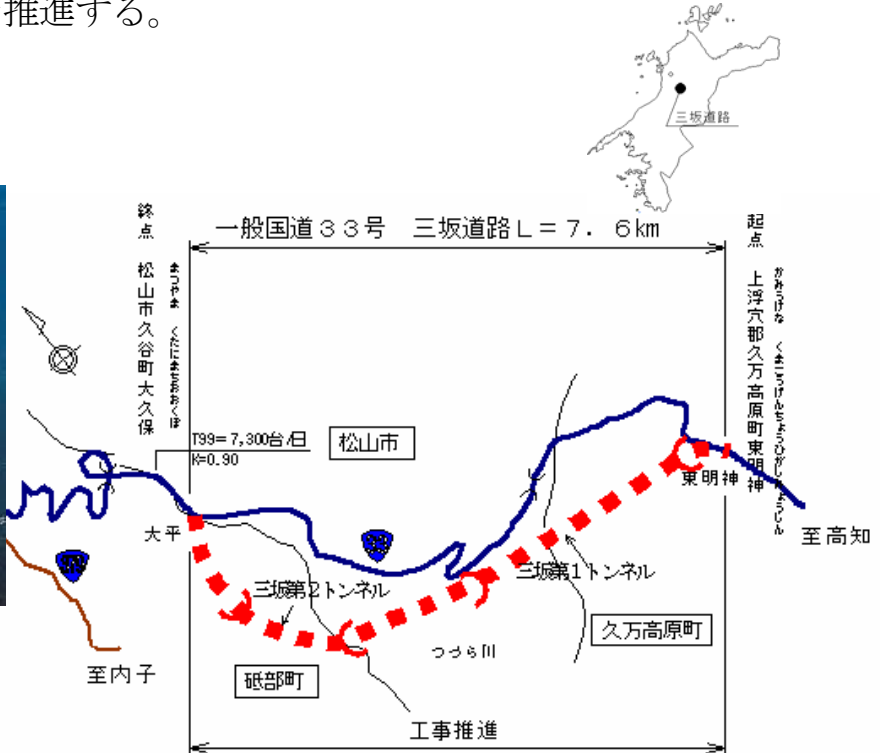 推進する。
三坂道路
一般国道33号 三坂道路L=7.6km
終点 松山市久谷町大久保
まつやま くたにまちおおくぼ
起点 上浮穴郡久万高原町東明神
かみうけな くまこうげんちょうひがしみょうじん
T99=7,300台/日
K=0.90
松山市
大平
東明神
至高知
三坂第2トンネル
三坂第1トンネル
久万高原町
つづら川
至内子
砥部町
工事推進